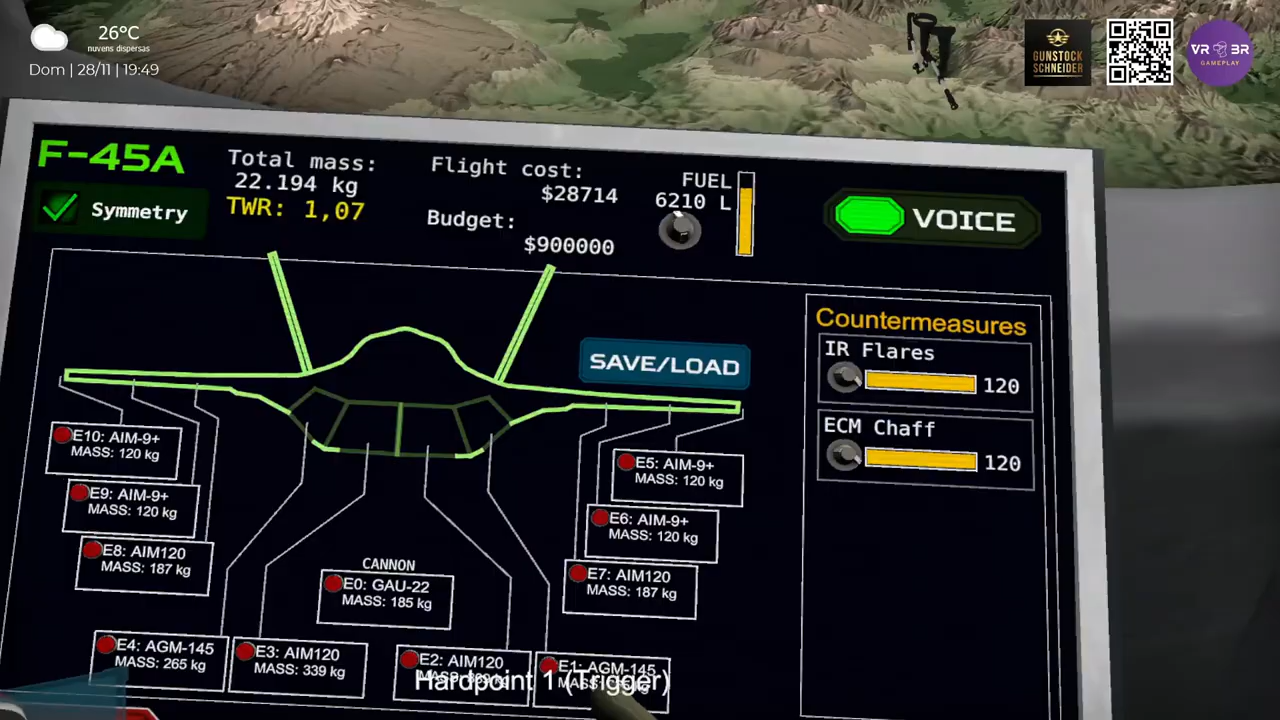 26°C
nuvens dispersas
Dom | 28/11 | 19:49
GUNSTOCK
SCHNEIDER
VR BR
GAMEPLAY
F-45A
Symmetry
Total mass:
22.194 kg
TWR: 1,07
Flight cost:
$28714
Budget:
$900000
FUEL
6210 L
VOICE
SAVE/LOAD
Countermeasures
IR Flares
120
ECM Chaff
120
E10: AIM-9+
MASS: 120 kg
E9: AIM-9+
MASS: 120 kg
E8: AIM120
MASS: 187 kg
E5: AIM-9+
MASS: 120 kg
E6: AIM-9+
MASS: 120 kg
E7: AIM120
MASS: 187 kg
CANNON
E0: GAU-22
MASS: 185 kg
E4: AGM-145
MASS: 265 kg
E3: AIM120
MASS: 339 kg
E2: AIM120
E1: AGM-145
Hardpoint 1 (Trigger)